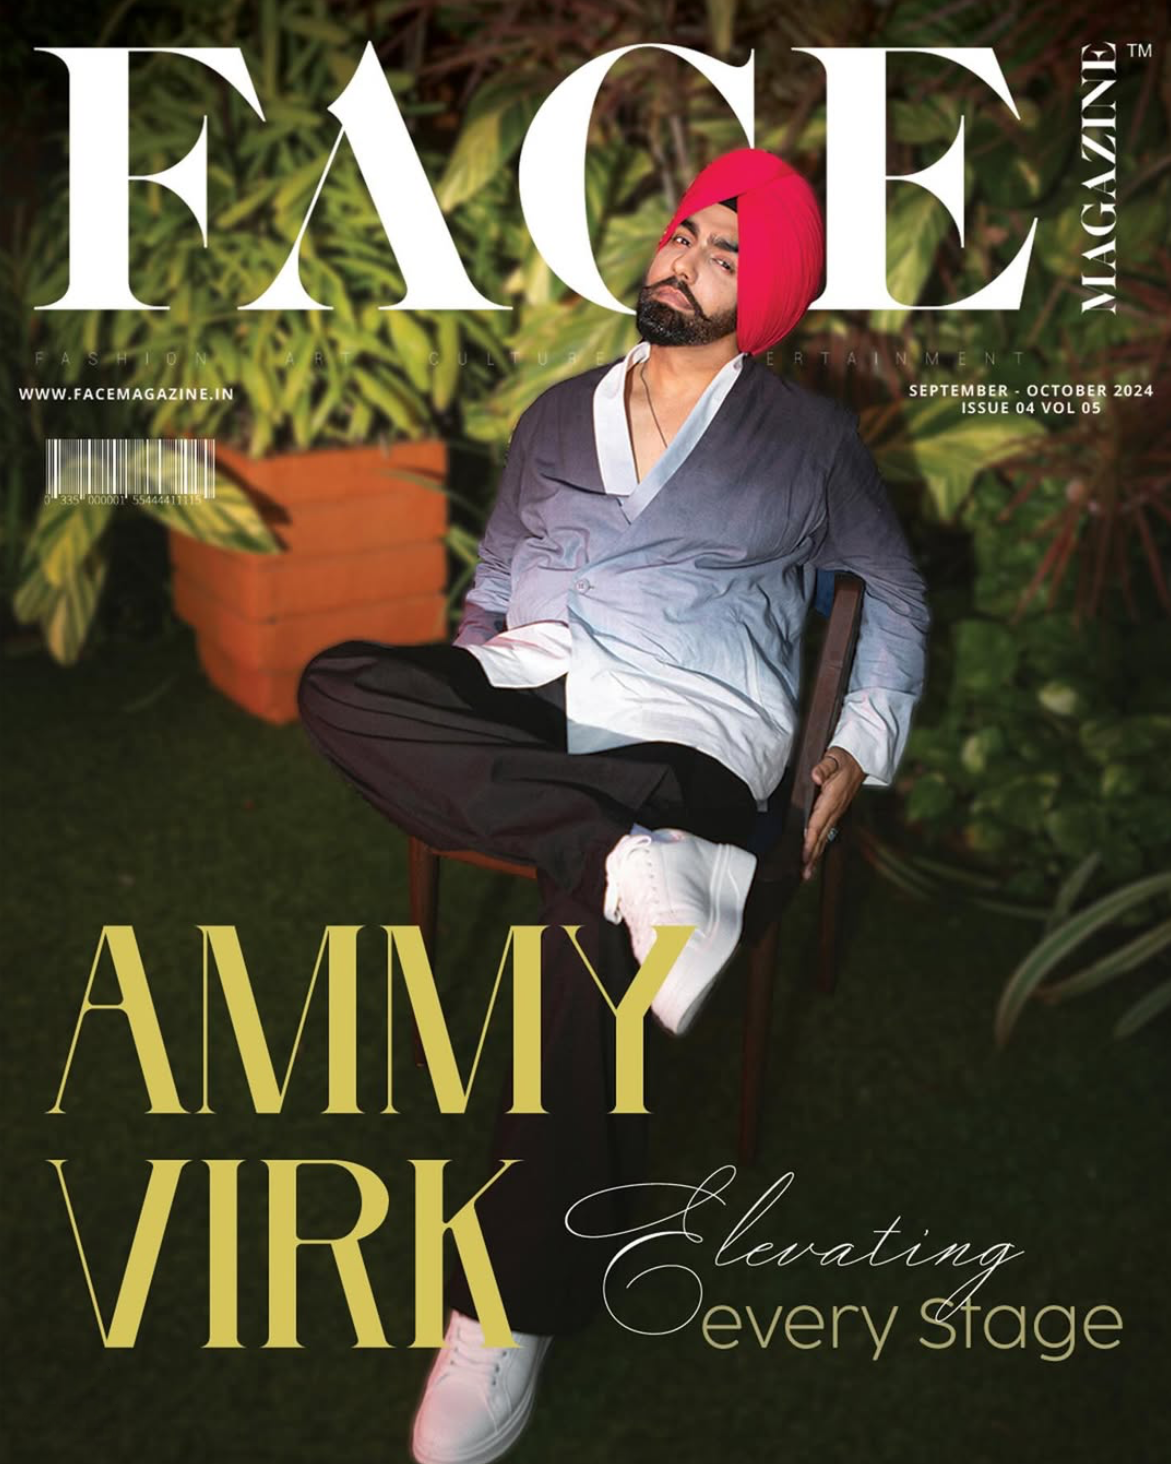 FACE
MAGAZINE
TM
FASHION ART CULTURE
WWW.FACEMAGAZINE.IN
SEPTEMBER - OCTOBER 2024
ISSUE 04 VOL 05
AMMY
VIRK
Elevating
every Stage